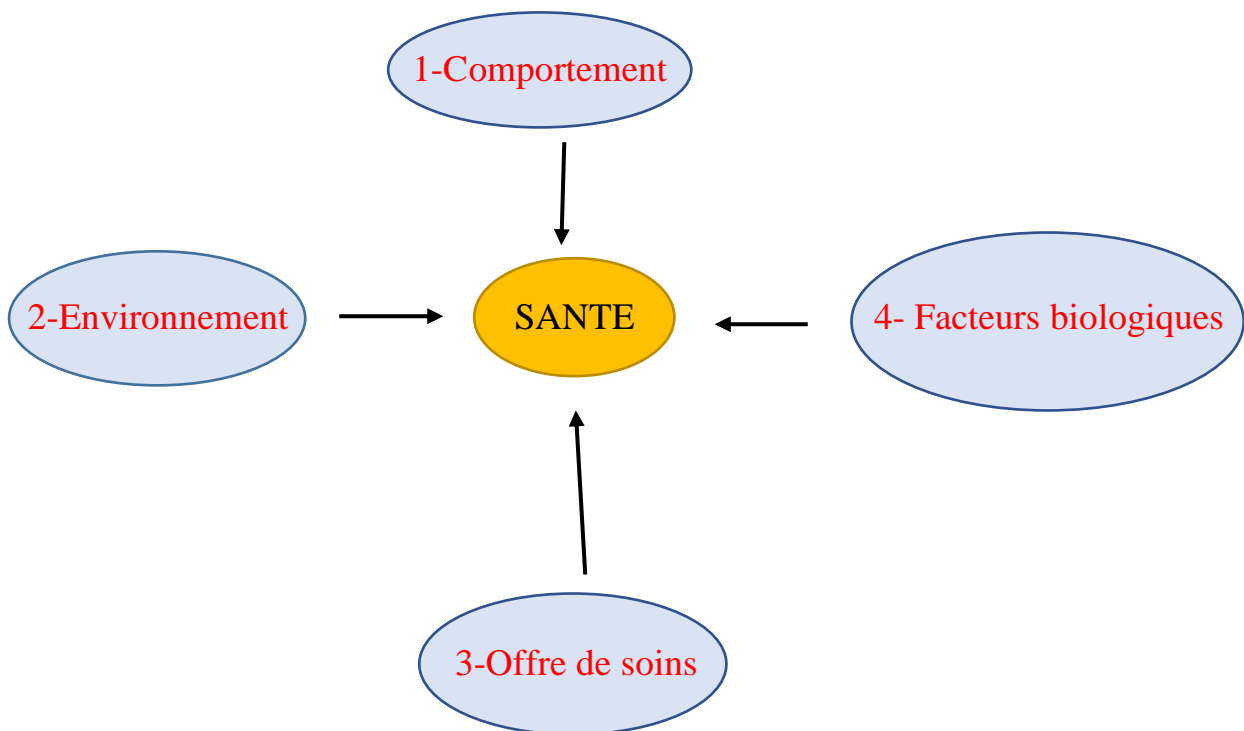 1-Comportement
2-Environnement
SANTE
4- Facteurs biologiques
3-Offre de soins